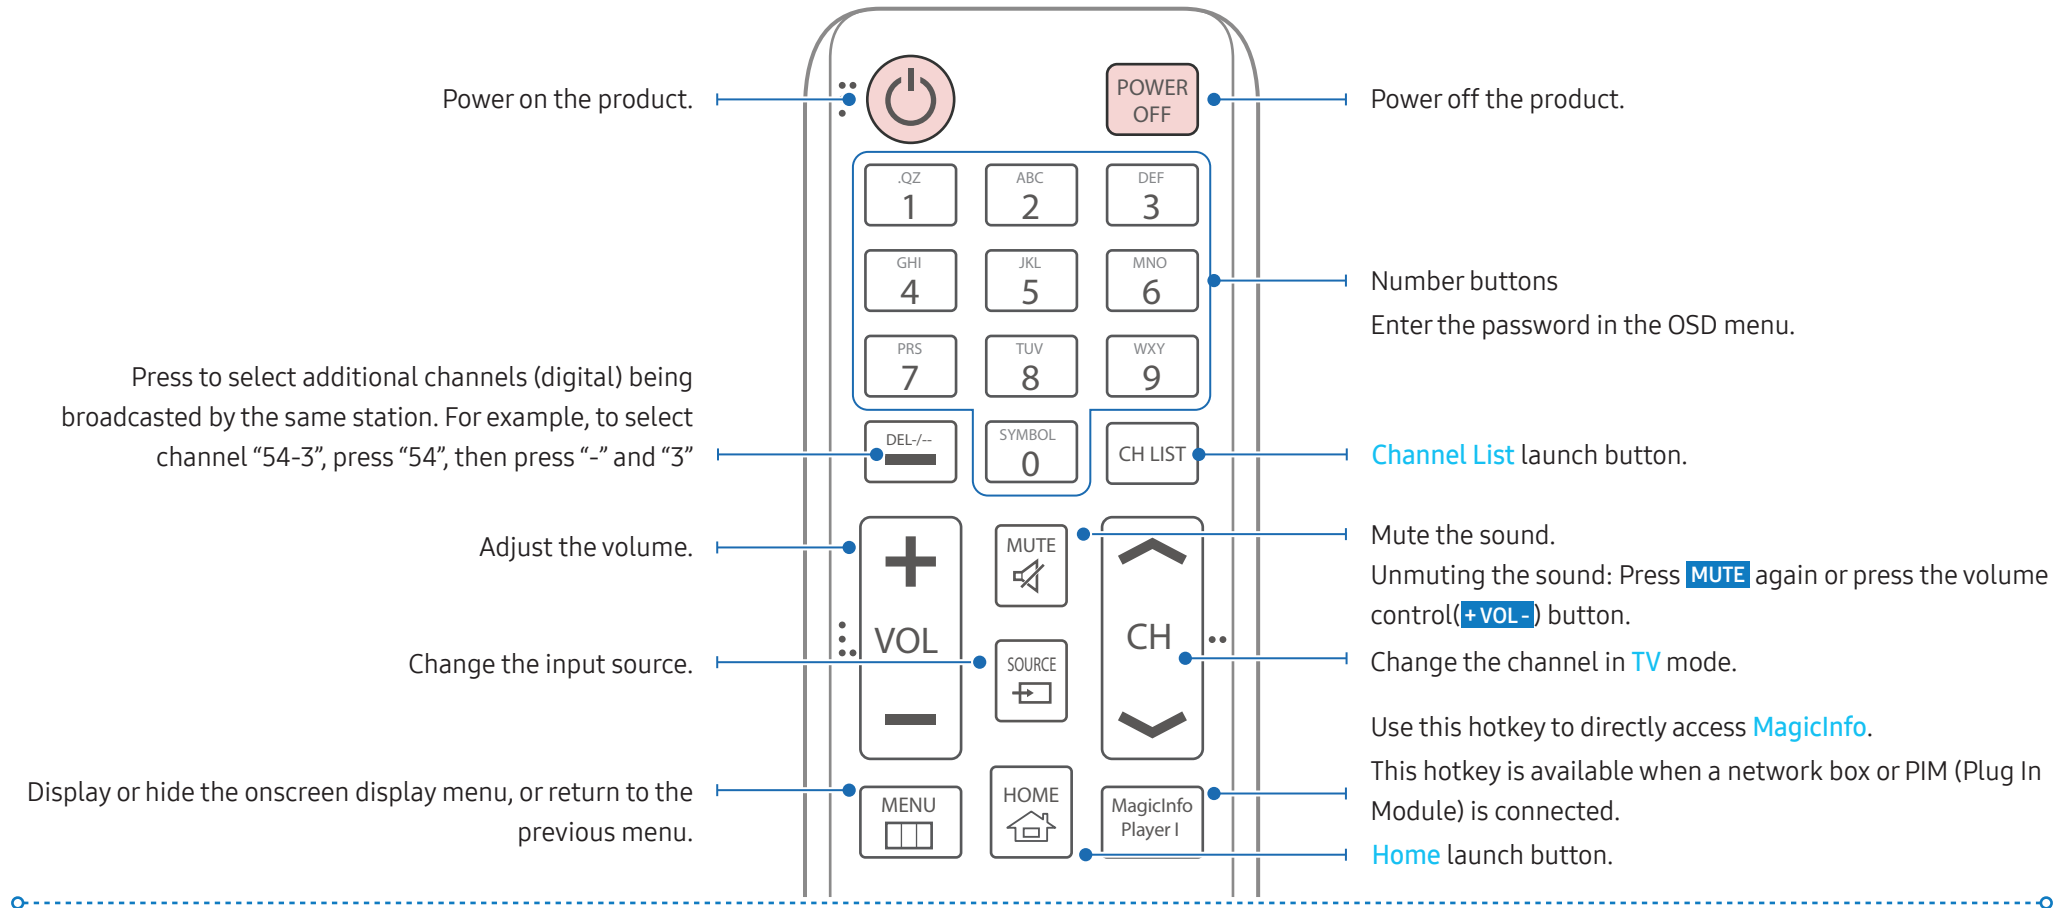 Power on the product.
POWER
OFF
Power off the product.
.QZ
1
ABC
2
DEF
3
GHI
4
JKL
5
MNO
6
Number buttons
Enter the password in the OSD menu.
PRS
7
TUV
8
WXY
9
Press to select additional channels (digital) being
broadcasted by the same station. For example, to select
channel “54-3”, press “54”, then press “-” and “3”
DEL-/--
SYMBOL
0
CH LIST
Channel List launch button.
Adjust the volume.
VOL
MUTE
Mute the sound.
Unmuting the sound: Press MUTE again or press the volume
control(+ VOL -) button.
Change the input source.
SOURCE
CH
Change the channel in TV mode.
Use this hotkey to directly access MagicInfo.
This hotkey is available when a network box or PIM (Plug In
Module) is connected.
Display or hide the onscreen display menu, or return to the
previous menu.
MENU
HOME
MagicInfo
Player I
Home launch button.